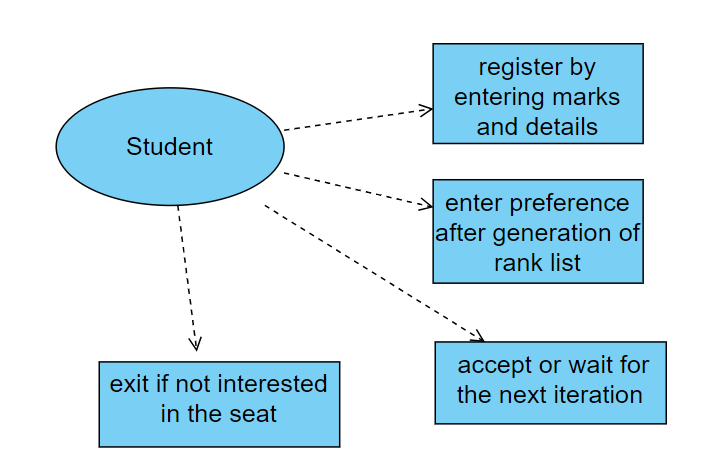 Student
register by
entering marks
and details
enter preference
after generation of
rank list
accept or wait for
the next iteration
exit if not interested
in the seat